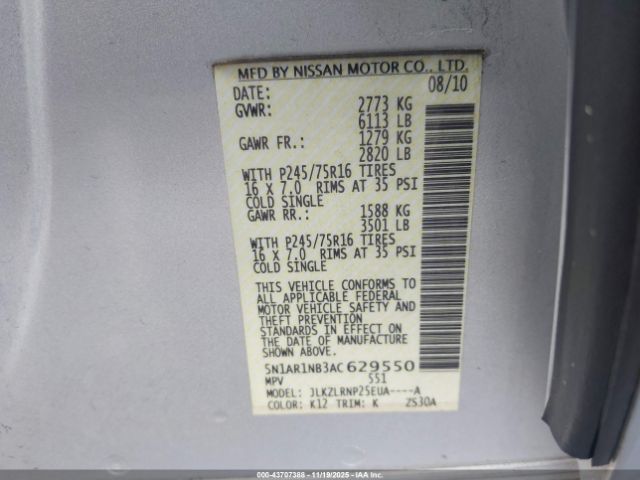 MFD BY NISSAN MOTOR CO., LTD.
DATE: 08/10
GVWR: 2773 KG
6113 LB
GAWR FR.: 1279 KG
2820 LB
WITH P245/75R16 TIRES
16 X 7.0 RIMS AT 35 PSI
COLD SINGLE
GAWR RR.: 1588 KG
3501 LB
WITH P245/75R16 TIRES
16 X 7.0 RIMS AT 35 PSI
COLD SINGLE
THIS VEHICLE CONFORMS TO
ALL APPLICABLE FEDERAL
MOTOR VEHICLE SAFETY AND
THEFT PREVENTION
STANDARDS IN EFFECT ON
THE DATE OF MANUFACTURE
SHOWN ABOVE.
5N1AR1NB3AC629550
MPV 551
MODEL: JLKZLRNP25EUA----A
COLOR: K12 TRIM: K ZS30A
000-43707388 - 11/19/2025 - IAAI.COM